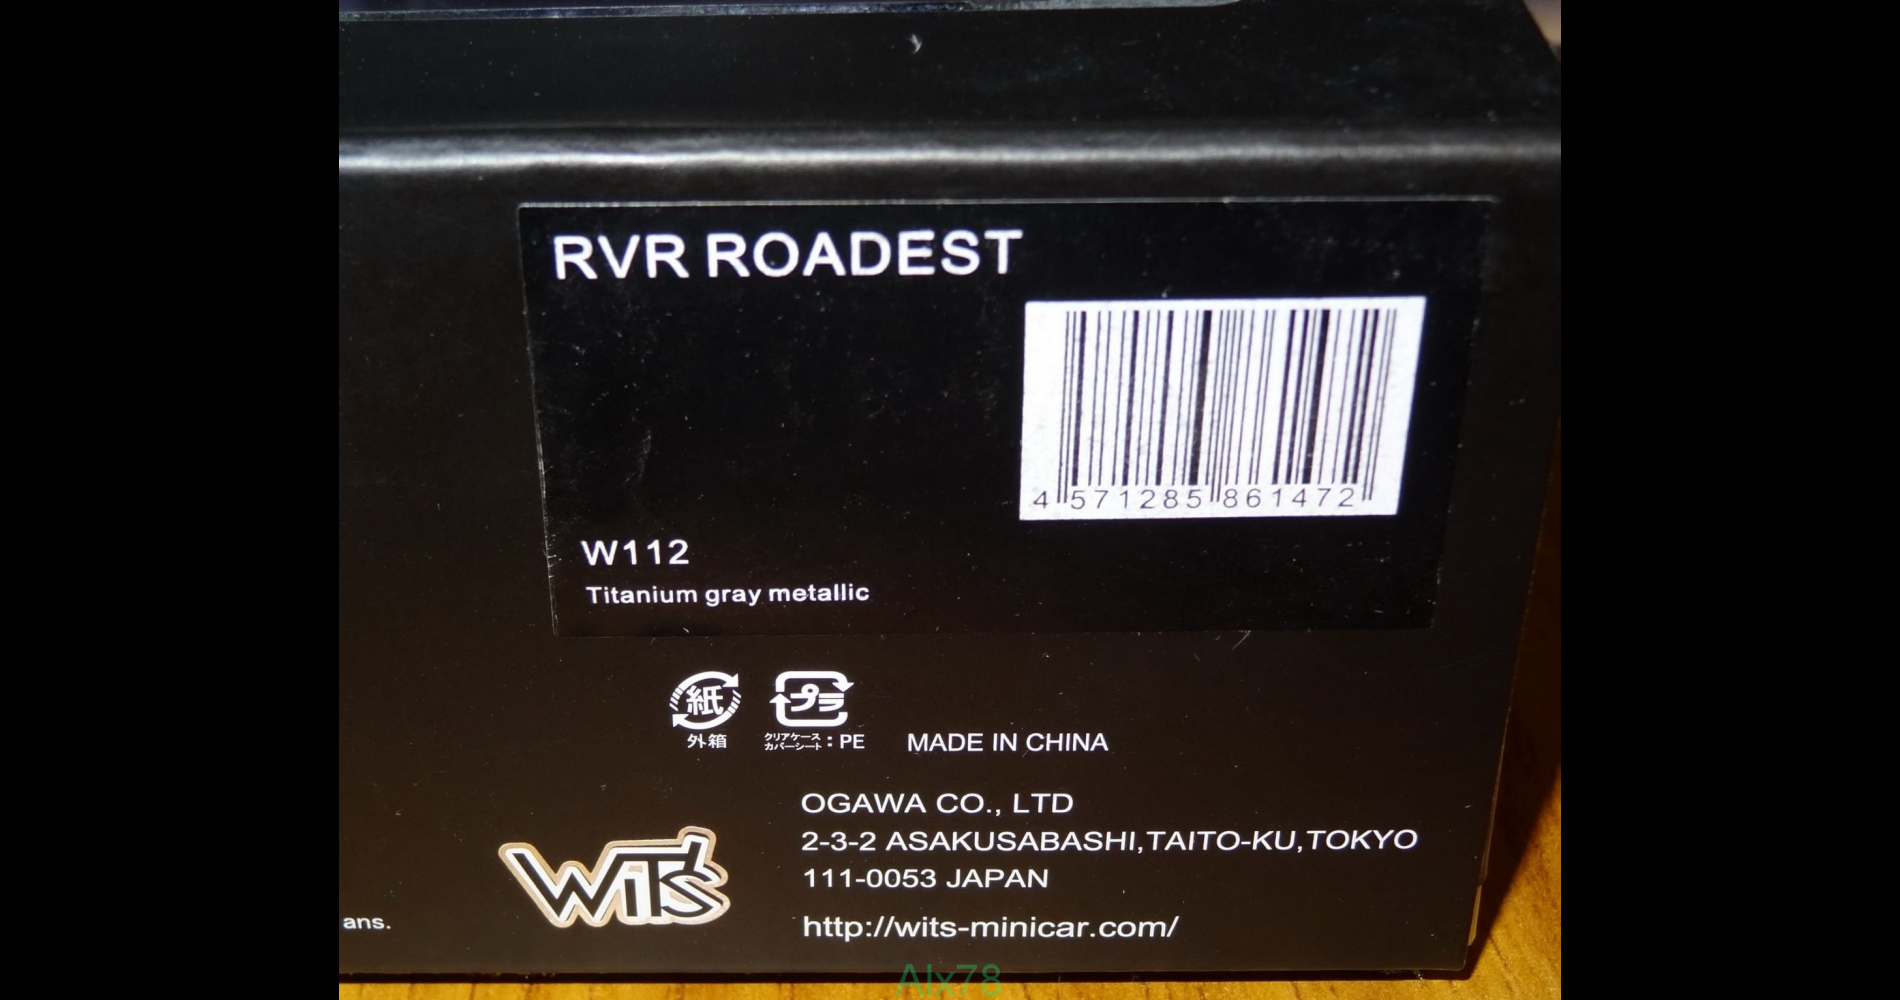 RVR ROADEST
4 571285 861472
W112
Titanium gray metallic
紙
プラ
外箱
クリアケース
カバーシート : PE
MADE IN CHINA
OGAWA CO., LTD
2-3-2 ASAKUSABASHI,TAITO-KU,TOKYO
111-0053 JAPAN
http://wits-minicar.com/
WiT'S
ans.
Alx78